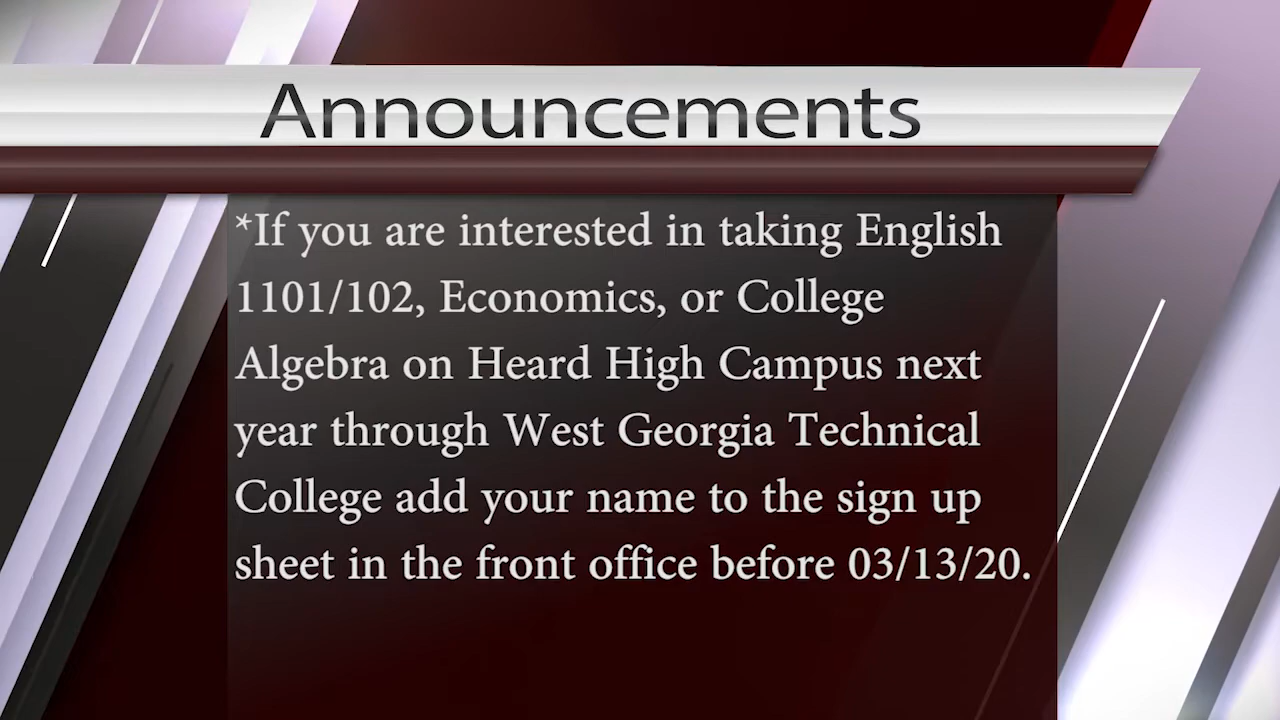 Announcements
*If you are interested in taking English
1101/102, Economics, or College
Algebra on Heard High Campus next
year through West Georgia Technical
College add your name to the sign up
sheet in the front office before 03/13/20.